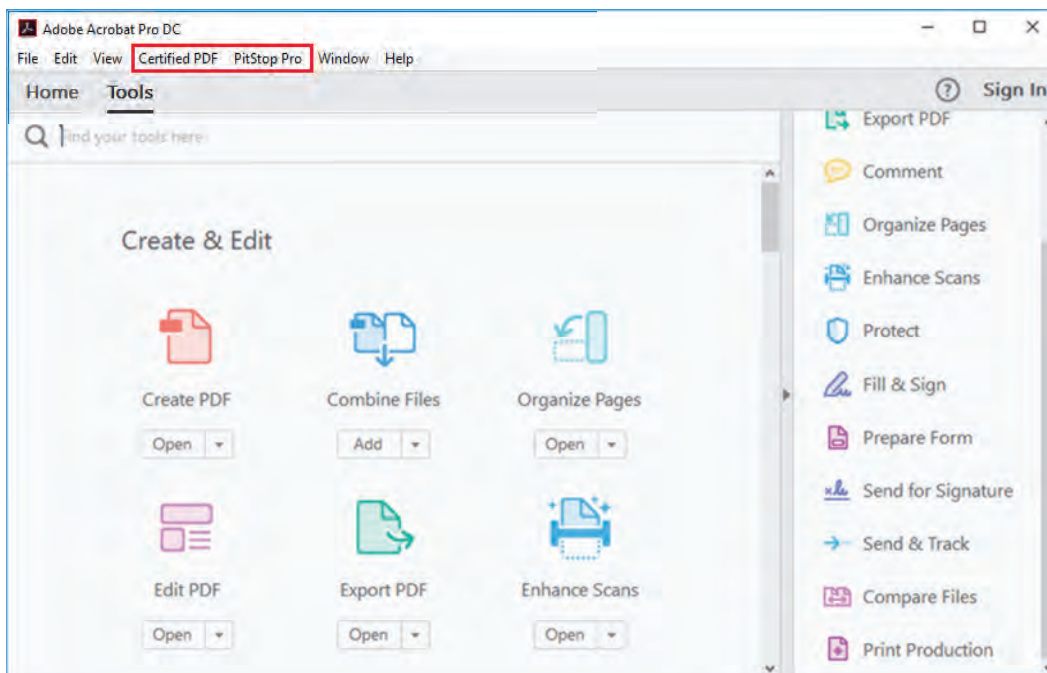 Adobe Acrobat Pro DC
File Edit View Certified PDF PitStop Pro Window Help
Home Tools
? Sign In
Find your tools here
Create & Edit
Create PDF Combine Files Organize Pages
Open Add Open
Edit PDF Export PDF Enhance Scans
Open Open Open
Export PDF
Comment
Organize Pages
Enhance Scans
Protect
Fill & Sign
Prepare Form
Send for Signature
Send & Track
Compare Files
Print Production